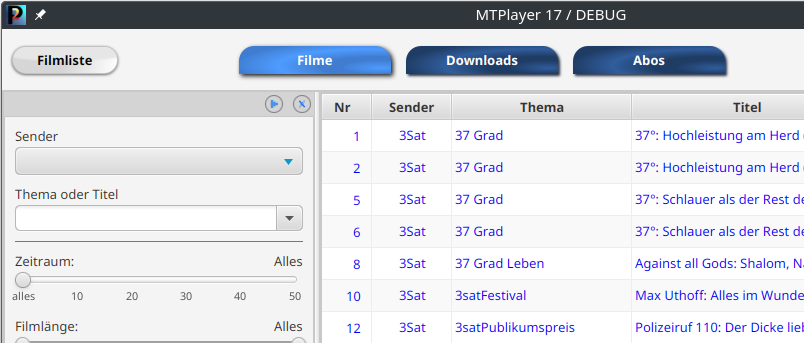 MTPlayer 17 / DEBUG
Filmliste
Filme
Downloads
Abos
Sender
Thema oder Titel
Zeitraum: Alles
alles 10 20 30 40 50
Filmlänge: Alles
Nr Sender Thema Titel
1 3Sat 37 Grad 37°: Hochleistung am Herd
2 3Sat 37 Grad 37°: Hochleistung am Herd
5 3Sat 37 Grad 37°: Schlauer als der Rest
6 3Sat 37 Grad 37°: Schlauer als der Rest
8 3Sat 37 Grad Leben Against all Gods: Shalom,
10 3Sat 3satFestival Max Uthoff: Alles im
12 3Sat 3satPublikumspreis Polizeiruf 110: Der Dicke